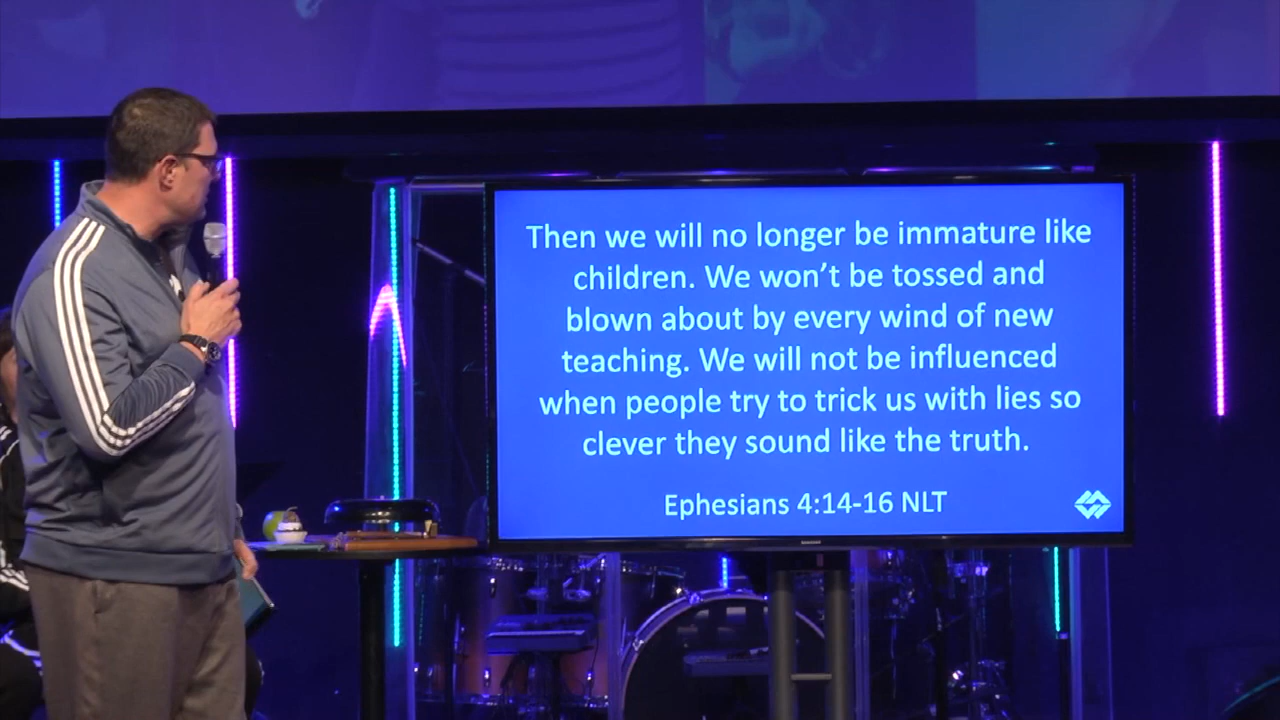 Then we will no longer be immature like
children. We won’t be tossed and
blown about by every wind of new
teaching. We will not be influenced
when people try to trick us with lies so
clever they sound like the truth.
Ephesians 4:14-16 NLT